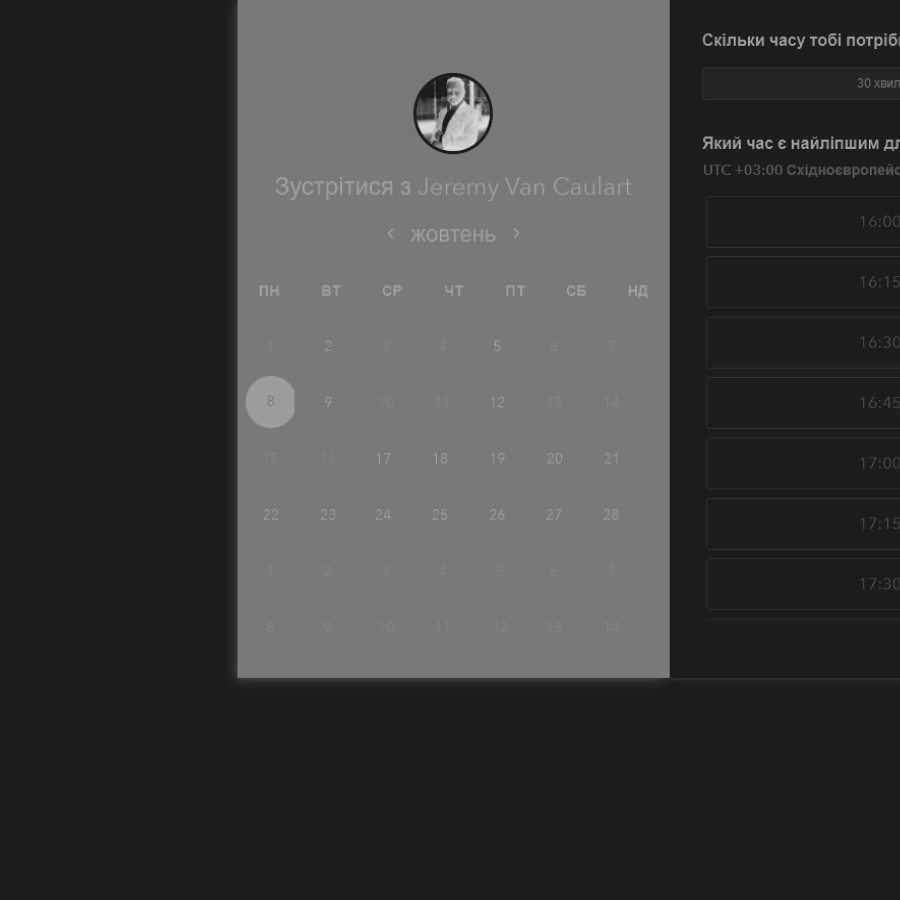 Зустрітися з Jeremy Van Caulart
жовтень
ПН ВТ СР ЧТ ПТ СБ НД
1 2 3 4 5 6 7
8 9 10 11 12 13 14
15 16 17 18 19 20 21
22 23 24 25 26 27 28
1 2 3 4 5 6 7
8 9 10 11 12 13 14
Скільки часу тобі
30
Який час є найліпшим
UTC +03:00
16:00
16:15
16:30
16:45
17:00
17:15
17:30